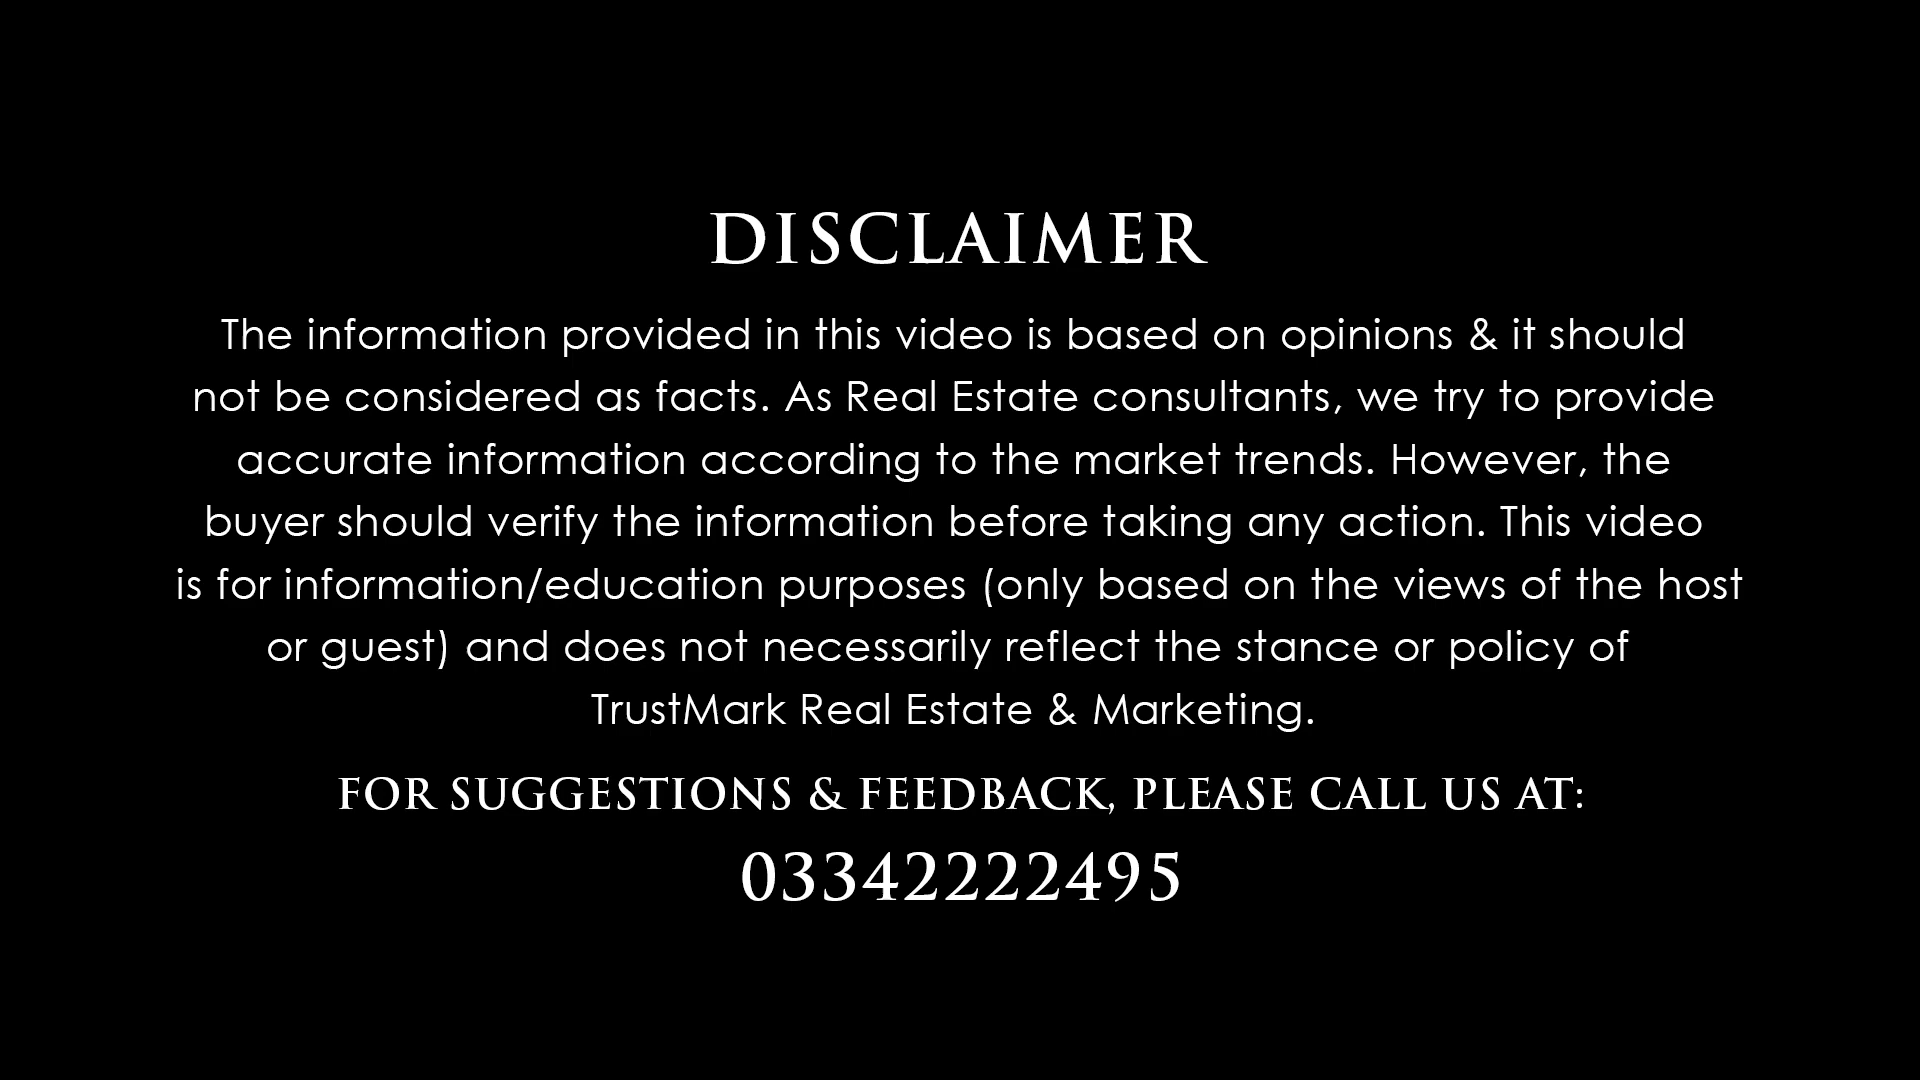 DISCLAIMER
The information provided in this video is based on opinions & it should
not be considered as facts. As Real Estate consultants, we try to provide
accurate information according to the market trends. However, the
buyer should verify the information before taking any action. This video
is for information/education purposes (only based on the views of the host
or guest) and does not necessarily reflect the stance or policy of
TrustMark Real Estate & Marketing.
FOR SUGGESTIONS & FEEDBACK, PLEASE CALL US AT:
03342222495